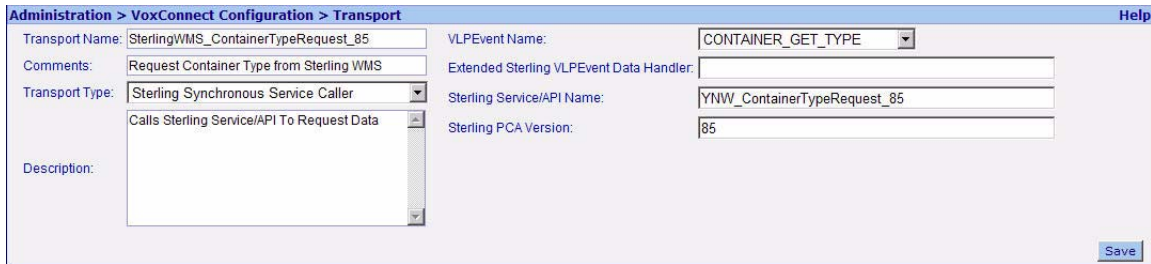 Administration > VoxConnect Configuration > Transport
Help
Transport Name: SterlingWMS_ContainerTypeRequest_85
Comments: Request Container Type from Sterling WMS
Transport Type: Sterling Synchronous Service Caller
Description: Calls Sterling Service/API To Request Data
VLPEvent Name: CONTAINER_GET_TYPE
Extended Sterling VLPEvent Data Handler:
Sterling Service/API Name: YNW_ContainerTypeRequest_85
Sterling PCA Version: 85
Save